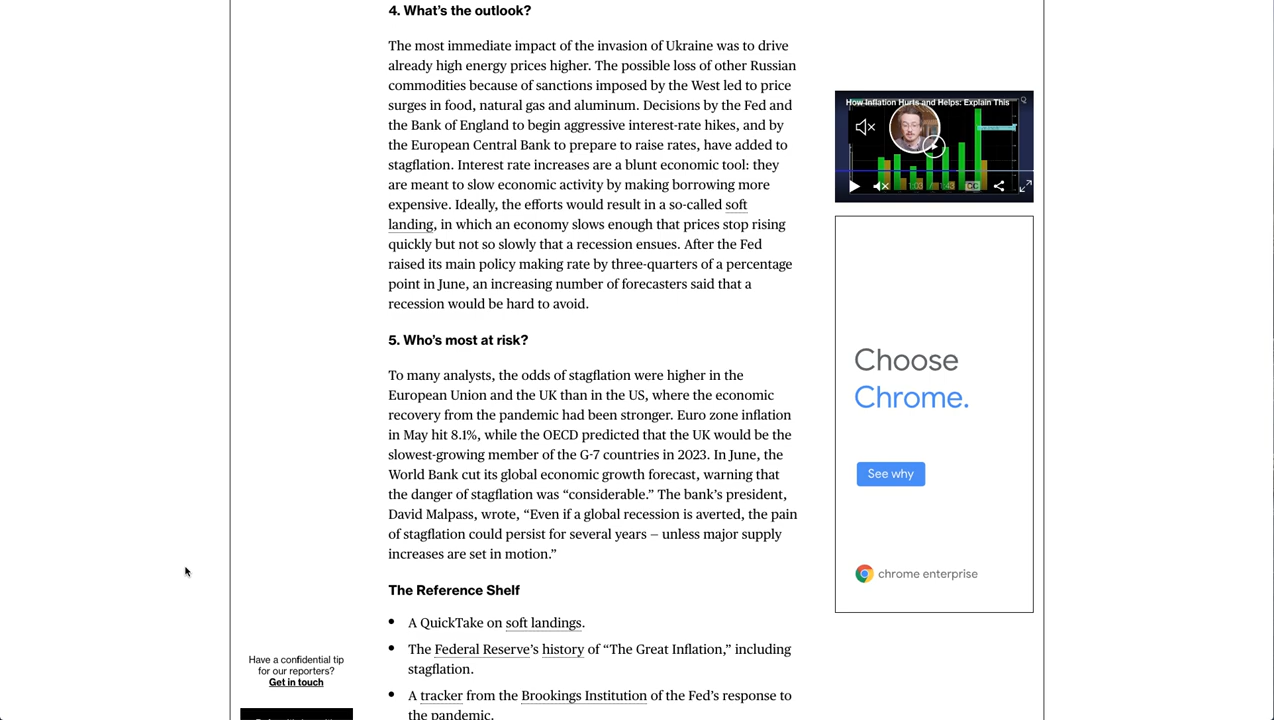 4. What's the outlook?
The most immediate impact of the invasion of Ukraine was to drive
already high energy prices higher. The possible loss of other Russian
commodities because of sanctions imposed by the West led to price
surges in food, natural gas and aluminum. Decisions by the Fed and
the Bank of England to begin aggressive interest-rate hikes, and by
the European Central Bank to prepare to raise rates, have added to
stagflation. Interest rate increases are a blunt economic tool: they
are meant to slow economic activity by making borrowing more
expensive. Ideally, the efforts would result in a so-called soft
landing, in which an economy slows enough that prices stop rising
quickly but not so slowly that a recession ensues. After the Fed
raised its main policy making rate by three-quarters of a percentage
point in June, an increasing number of forecasters said that a
recession would be hard to avoid.
5. Who's most at risk?
To many analysts, the odds of stagflation were higher in the
European Union and the UK than in the US, where the economic
recovery from the pandemic had been stronger. Euro zone inflation
in May hit 8.1%, while the OECD predicted that the UK would be the
slowest-growing member of the G-7 countries in 2023. In June, the
World Bank cut its global economic growth forecast, warning that
the danger of stagflation was “considerable.” The bank's president,
David Malpass, wrote, “Even if a global recession is averted, the pain
of stagflation could persist for several years — unless major supply
increases are set in motion.”
The Reference Shelf
• A QuickTake on soft landings.
• The Federal Reserve's history of “The Great Inflation,” including
stagflation.
• A tracker from the Brookings Institution of the Fed's response to
the pandemic.
Have a confidential tip
for our reporters?
Get in touch
How Inflation Hurts and Helps: Explain This
CC
Choose
Chrome.
See why
chrome enterprise